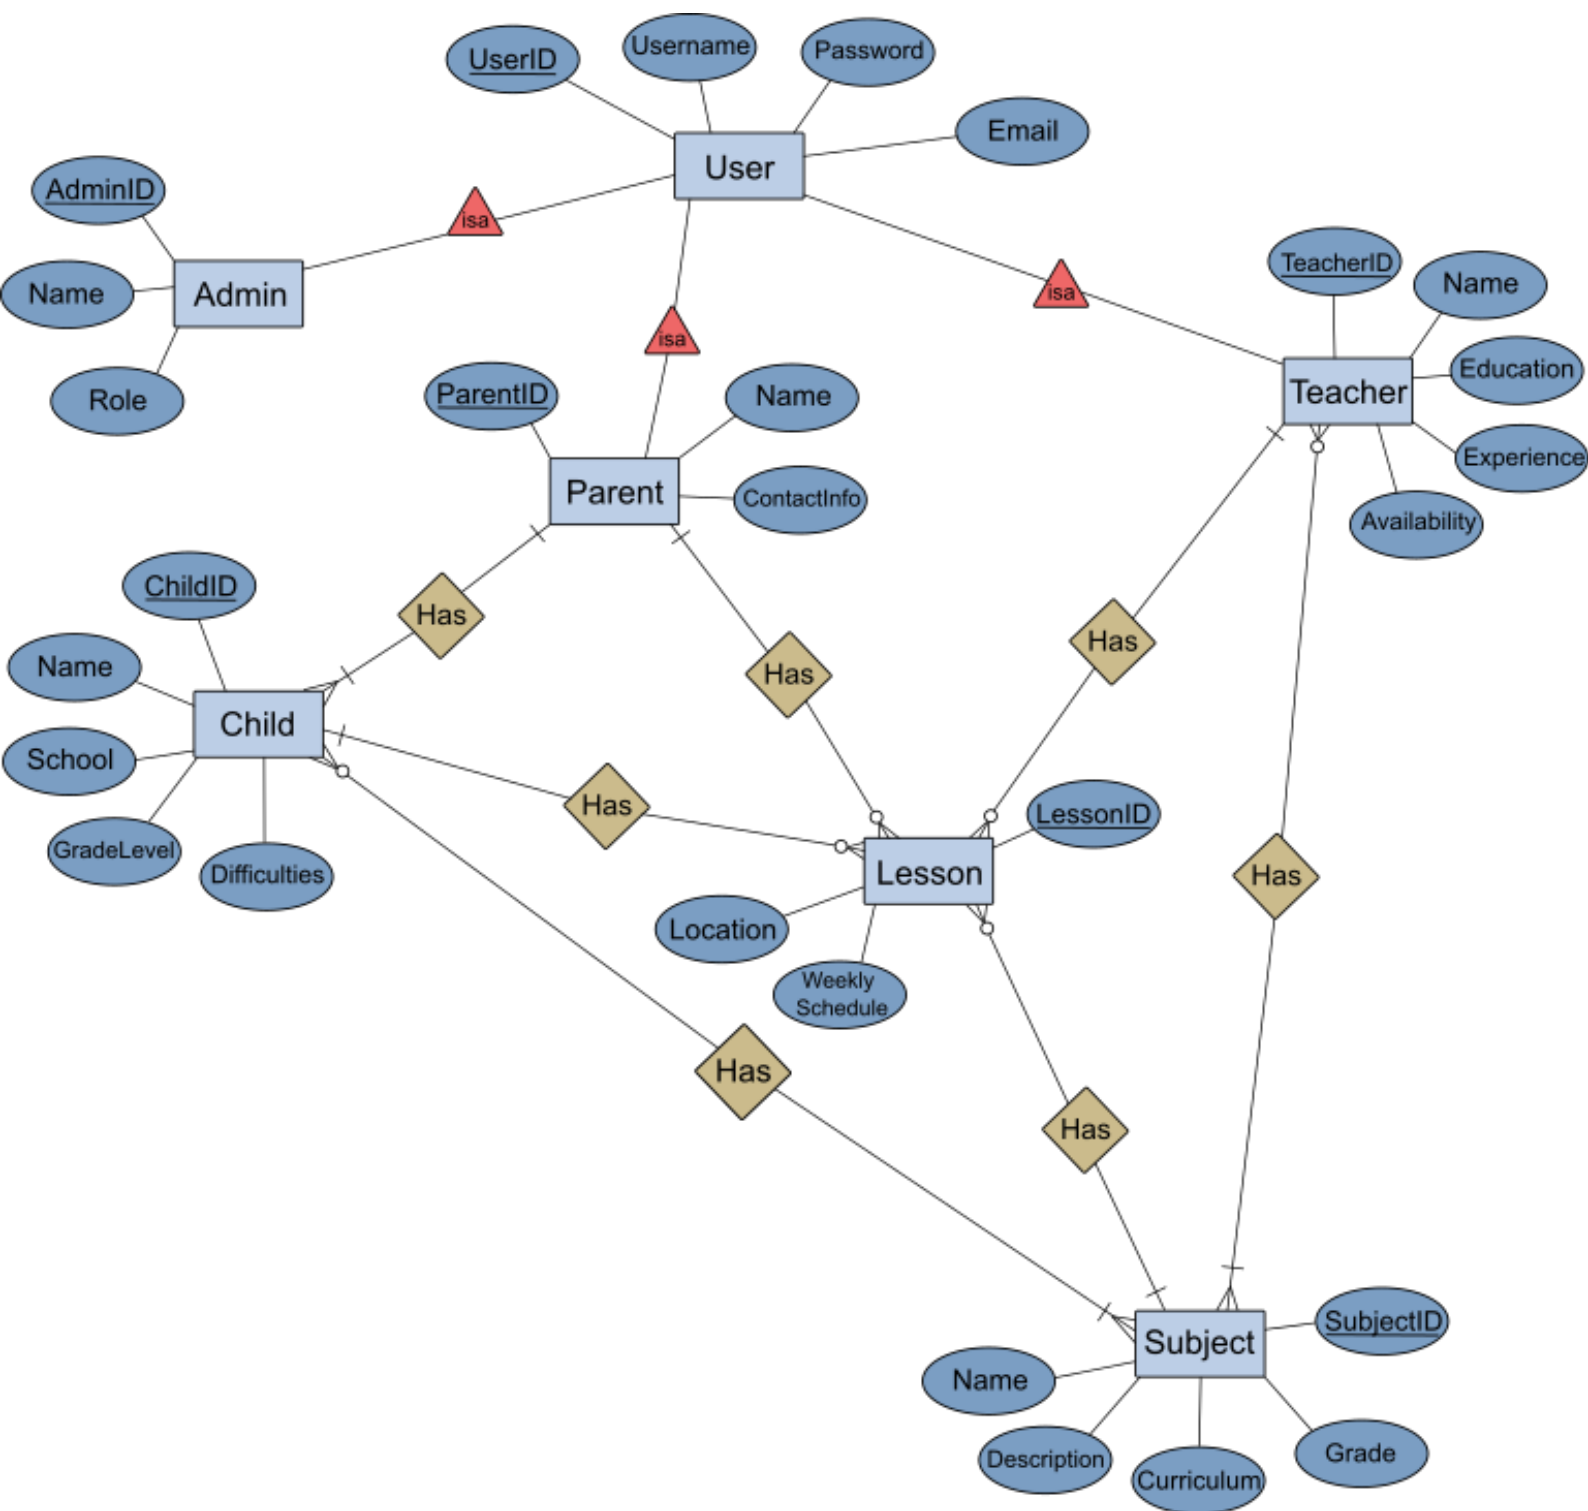 UserID
Username
Password
Email
User
AdminID
Name
Admin
Role
isa
isa
isa
TeacherID
Name
Education
Teacher
Experience
Availability
ParentID
Name
Parent
ContactInfo
Has
Has
Has
ChildID
Name
Child
School
GradeLevel
Difficulties
Has
LessonID
Lesson
Location
Weekly
Schedule
Has
Has
Has
SubjectID
Subject
Name
Description
Curriculum
Grade